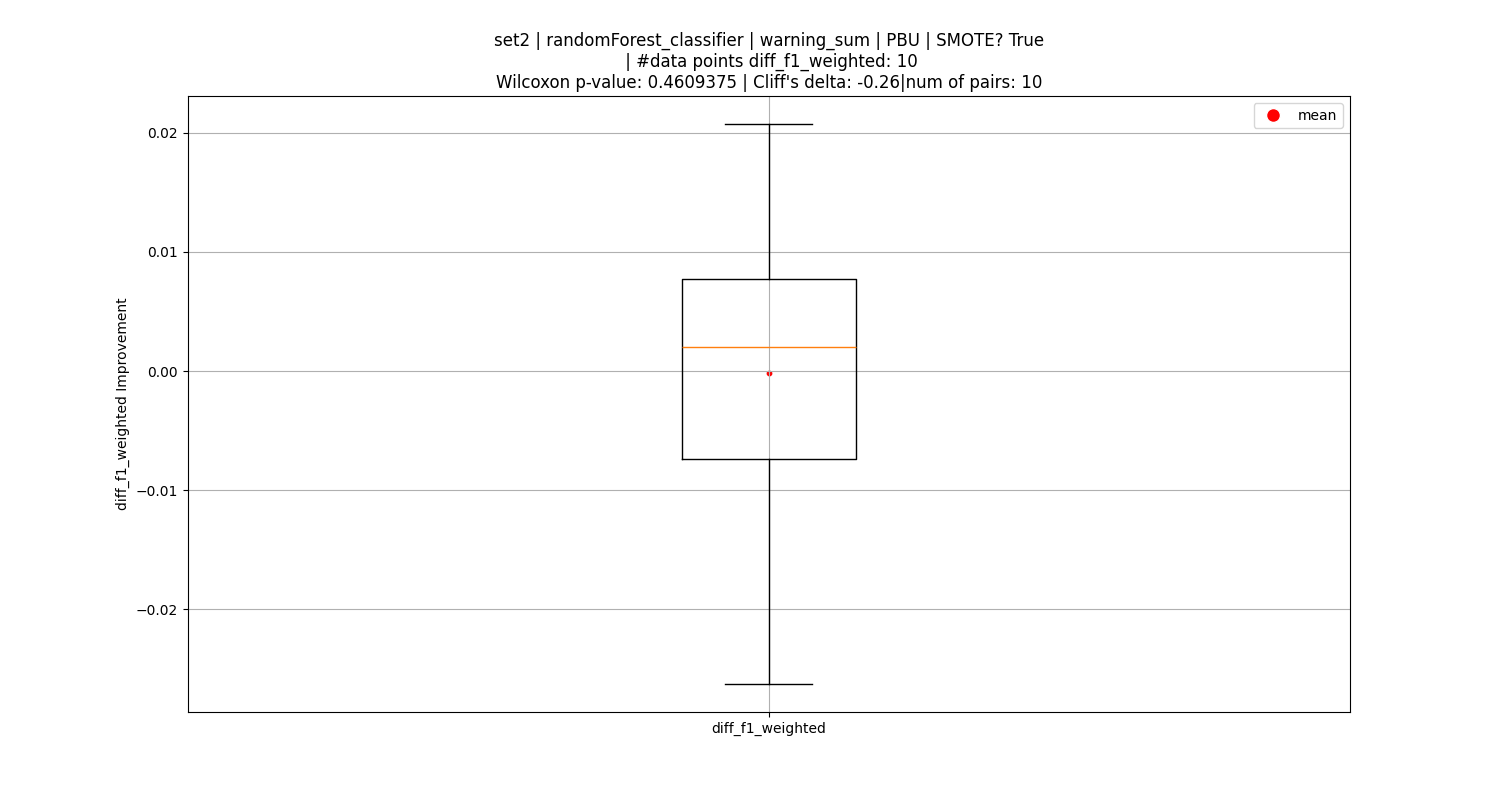 set2 | randomForest_classifier | warning_sum | PBU | SMOTE? True
| #data points diff_f1_weighted: 10
Wilcoxon p-value: 0.4609375 | Cliff's delta: -0.26|num of pairs: 10
mean
0.02
0.01
0.00
−0.01
−0.02
diff_f1_weighted Improvement
diff_f1_weighted